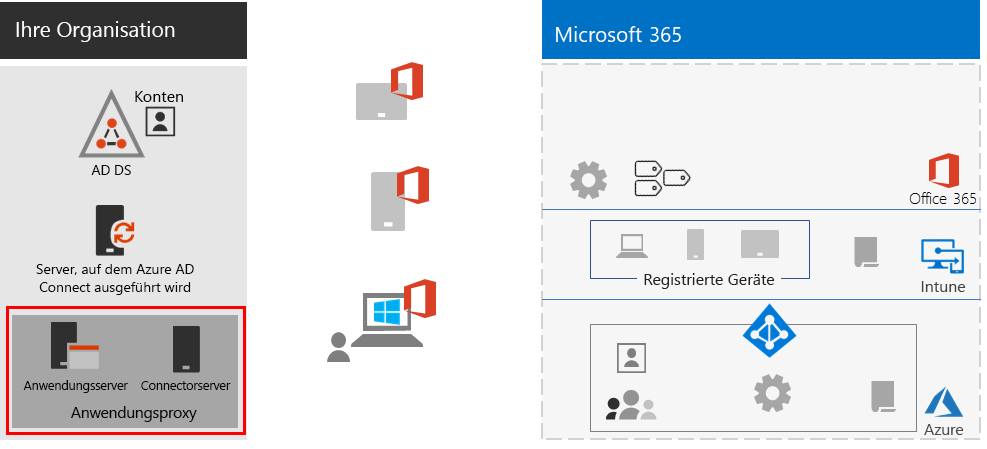 Ihre Organisation
Konten
AD DS
Server, auf dem Azure AD
Connect ausgeführt wird
Anwendungsserver
Connectorserver
Anwendungsproxy
Microsoft 365
Office 365
Registrierte Geräte
Intune
Azure